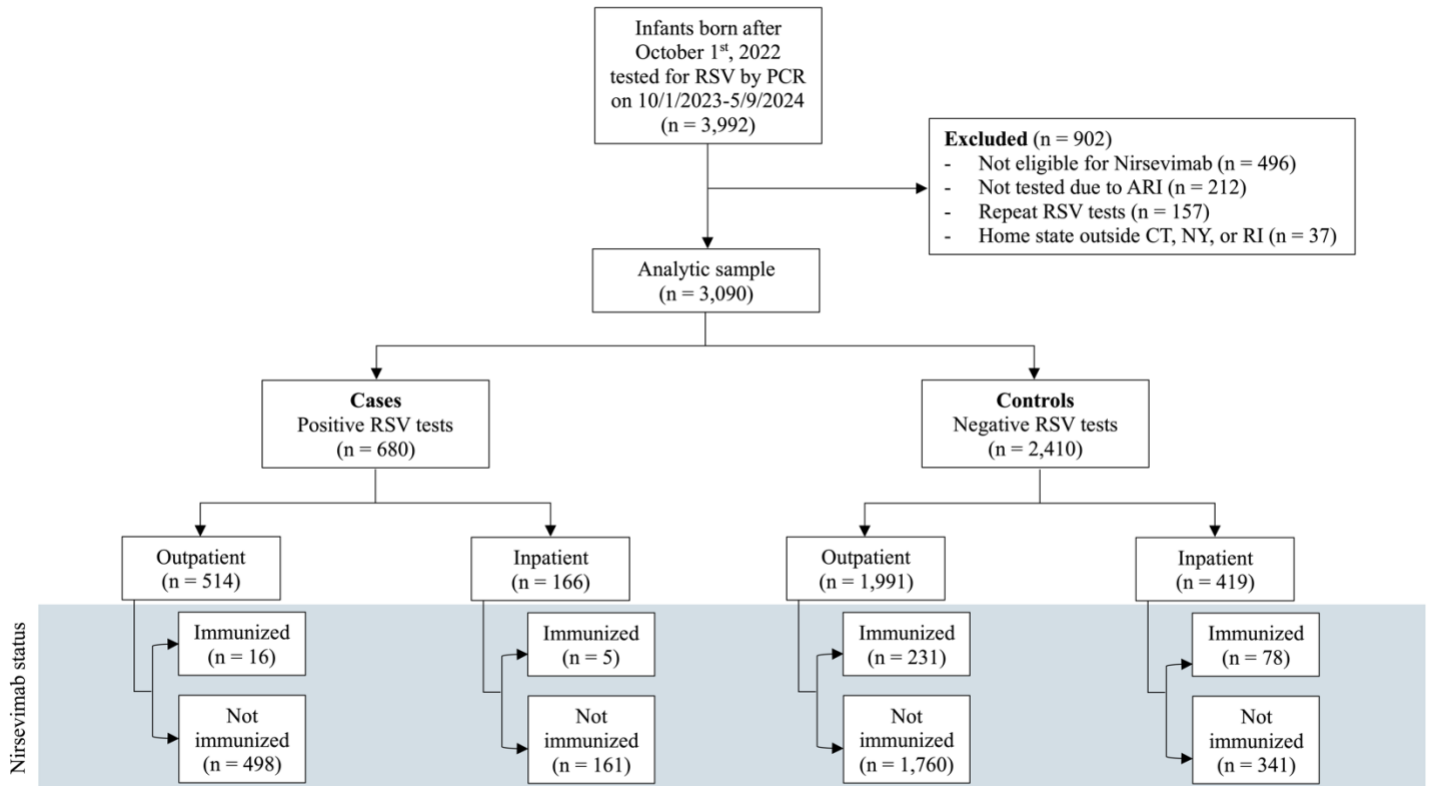 Infants born after
October 1st, 2022
tested for RSV by PCR
on 10/1/2023-5/9/2024
(n = 3,992)
Excluded (n = 902)
- Not eligible for Nirsevimab (n = 496)
- Not tested due to ARI (n = 212)
- Repeat RSV tests (n = 157)
- Home state outside CT, NY, or RI (n = 37)
Analytic sample
(n = 3,090)
Cases
Positive RSV tests
(n = 680)
Controls
Negative RSV tests
(n = 2,410)
Outpatient
(n = 514)
Inpatient
(n = 166)
Outpatient
(n = 1,991)
Inpatient
(n = 419)
Nirsevimab status
Immunized
(n = 16)
Not
immunized
(n = 498)
Immunized
(n = 5)
Not
immunized
(n = 161)
Immunized
(n = 231)
Not
immunized
(n = 1,760)
Immunized
(n = 78)
Not
immunized
(n = 341)